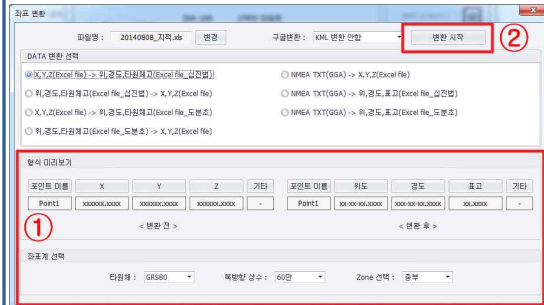 좌표 변환
파일명 : 20140808_지적.xls 변경 구글변환 : KML 변환 안함 변환 시작 ②
DATA 변환 선택
X,Y,Z(Excel file) -> 위,경도,타원체고(Excel file_십진법) NMEA TXT(GGA) -> X,Y,Z(Excel file)
위,경도,타원체고(Excel file_십진법) -> X,Y,Z(Excel file) NMEA TXT(GGA) -> 위,경도,표고(Excel file_십진법)
X,Y,Z(Excel file) -> 위,경도,타원체고(Excel file_도분초) NMEA TXT(GGA) -> 위,경도,표고(Excel file_도분초)
위,경도,타원체고(Excel file_도분초) -> X,Y,Z(Excel file)
형식 미리보기
포인트 이름 X Y Z 기타 포인트 이름 위도 경도 표고 기타
Point1 xxxxxx.xxxx xxxxxx.xxxx xxxxxx.xxxx - Point1 xx-xx-xx.xxxx xxx-xx-xx.xxxx xx.xxxx -
① < 변환 전 > < 변환 후 >
좌표계 선택
타원체 : GRS80 북방향 상수 : 60만 Zone 선택 : 중부